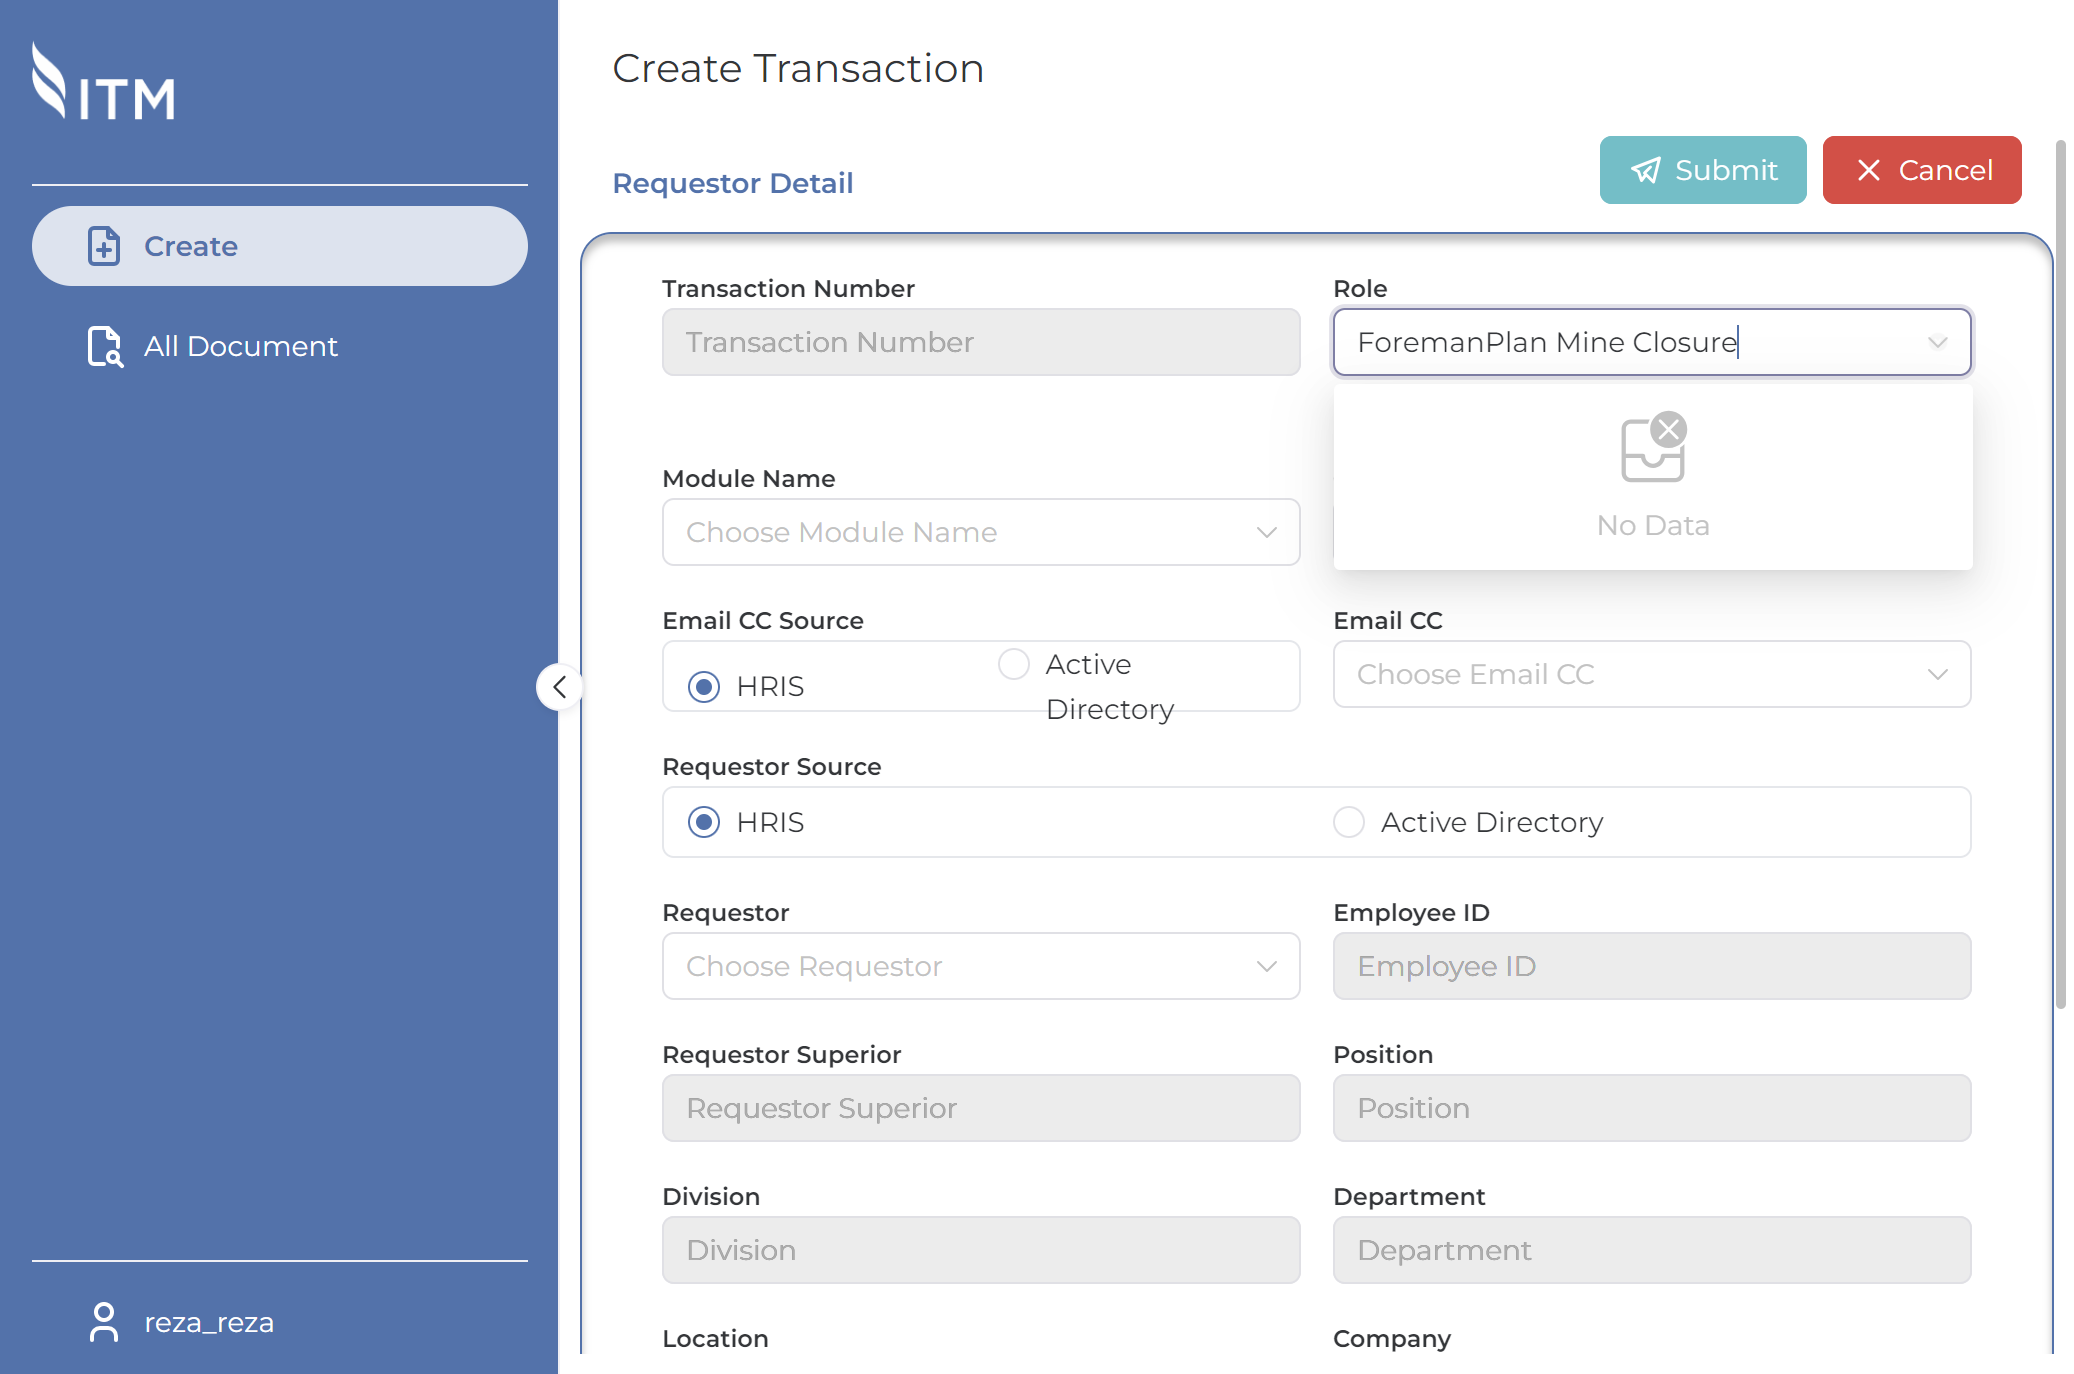 ITM
Create
All Document
reza_reza
Create Transaction
Requestor Detail
Submit
Cancel
Transaction Number
Transaction Number
Role
ForemanPlan Mine Closure
No Data
Module Name
Choose Module Name
Email CC Source
HRIS
Active
Directory
Email CC
Choose Email CC
Requestor Source
HRIS
Active Directory
Requestor
Choose Requestor
Employee ID
Employee ID
Requestor Superior
Requestor Superior
Position
Position
Division
Division
Department
Department
Location
Company